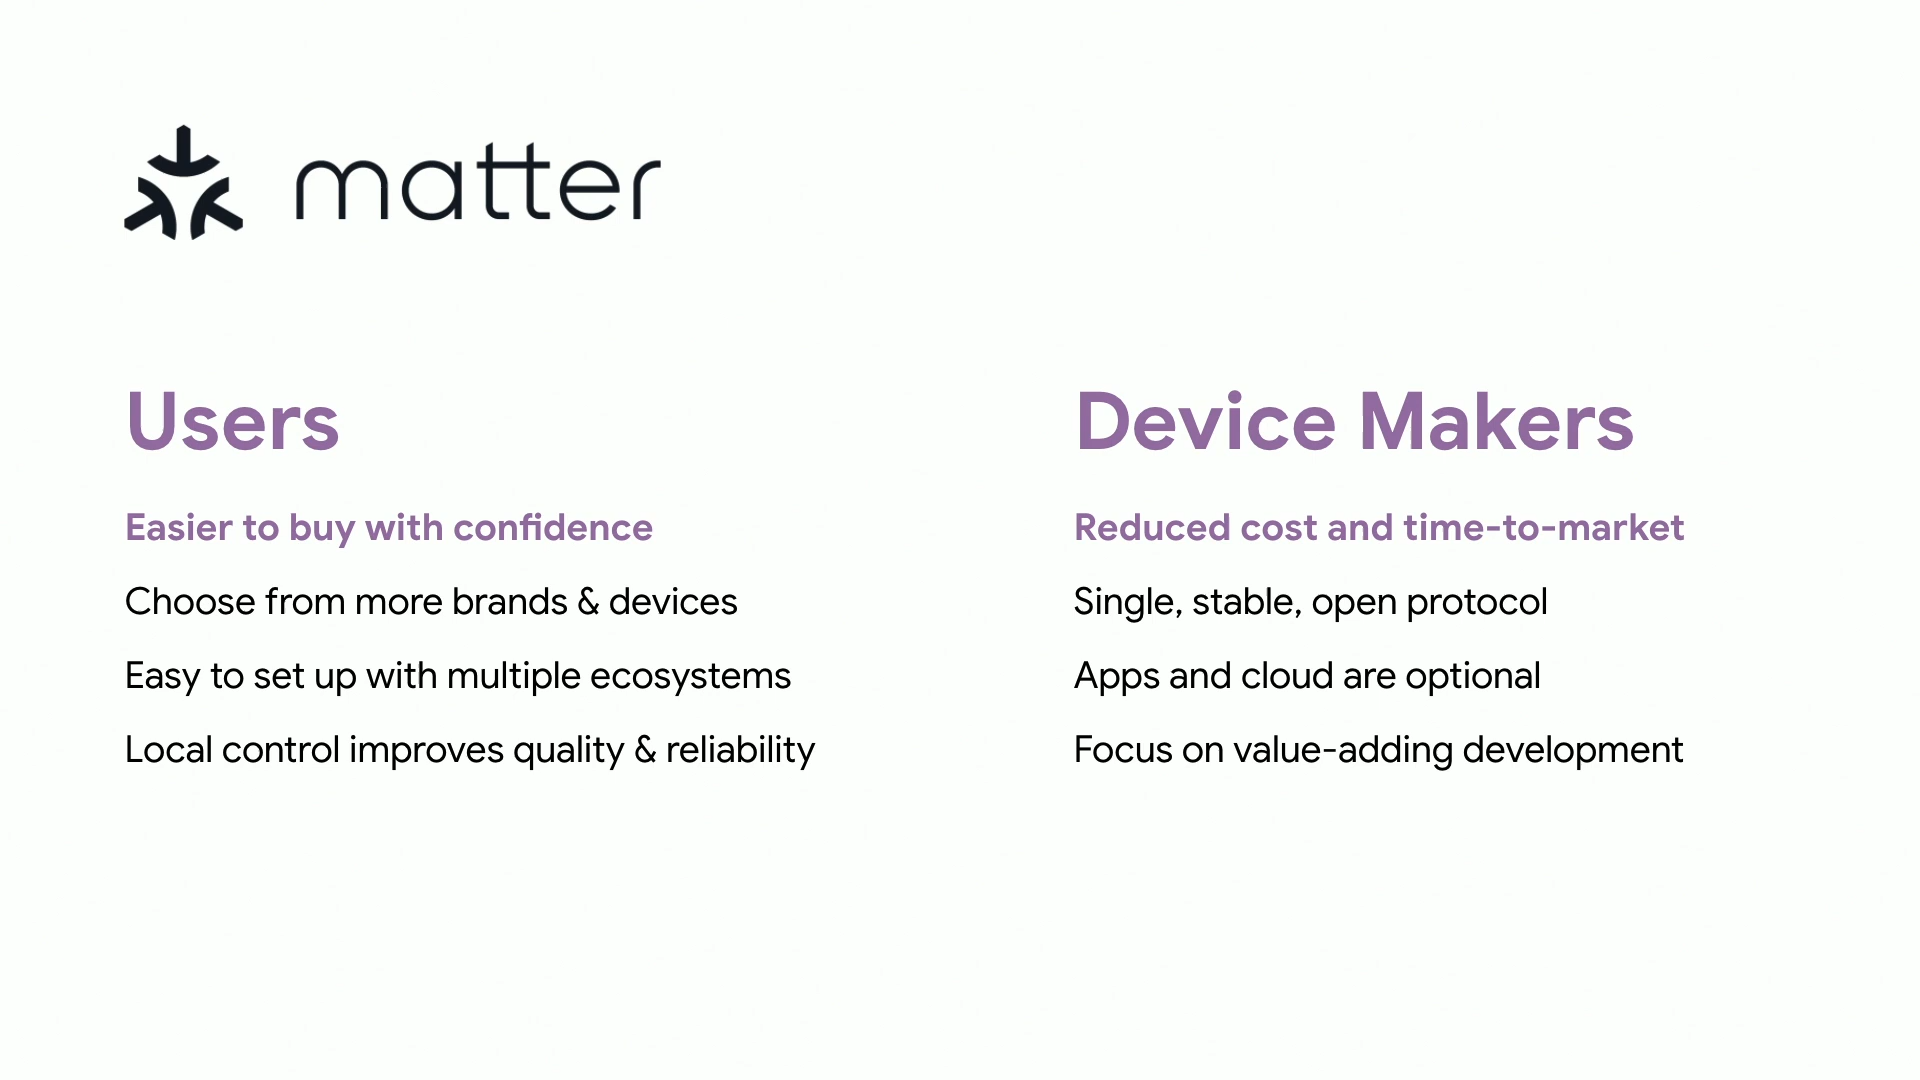 matter
Users
Easier to buy with confidence
Choose from more brands & devices
Easy to set up with multiple ecosystems
Local control improves quality & reliability
Device Makers
Reduced cost and time-to-market
Single, stable, open protocol
Apps and cloud are optional
Focus on value-adding development